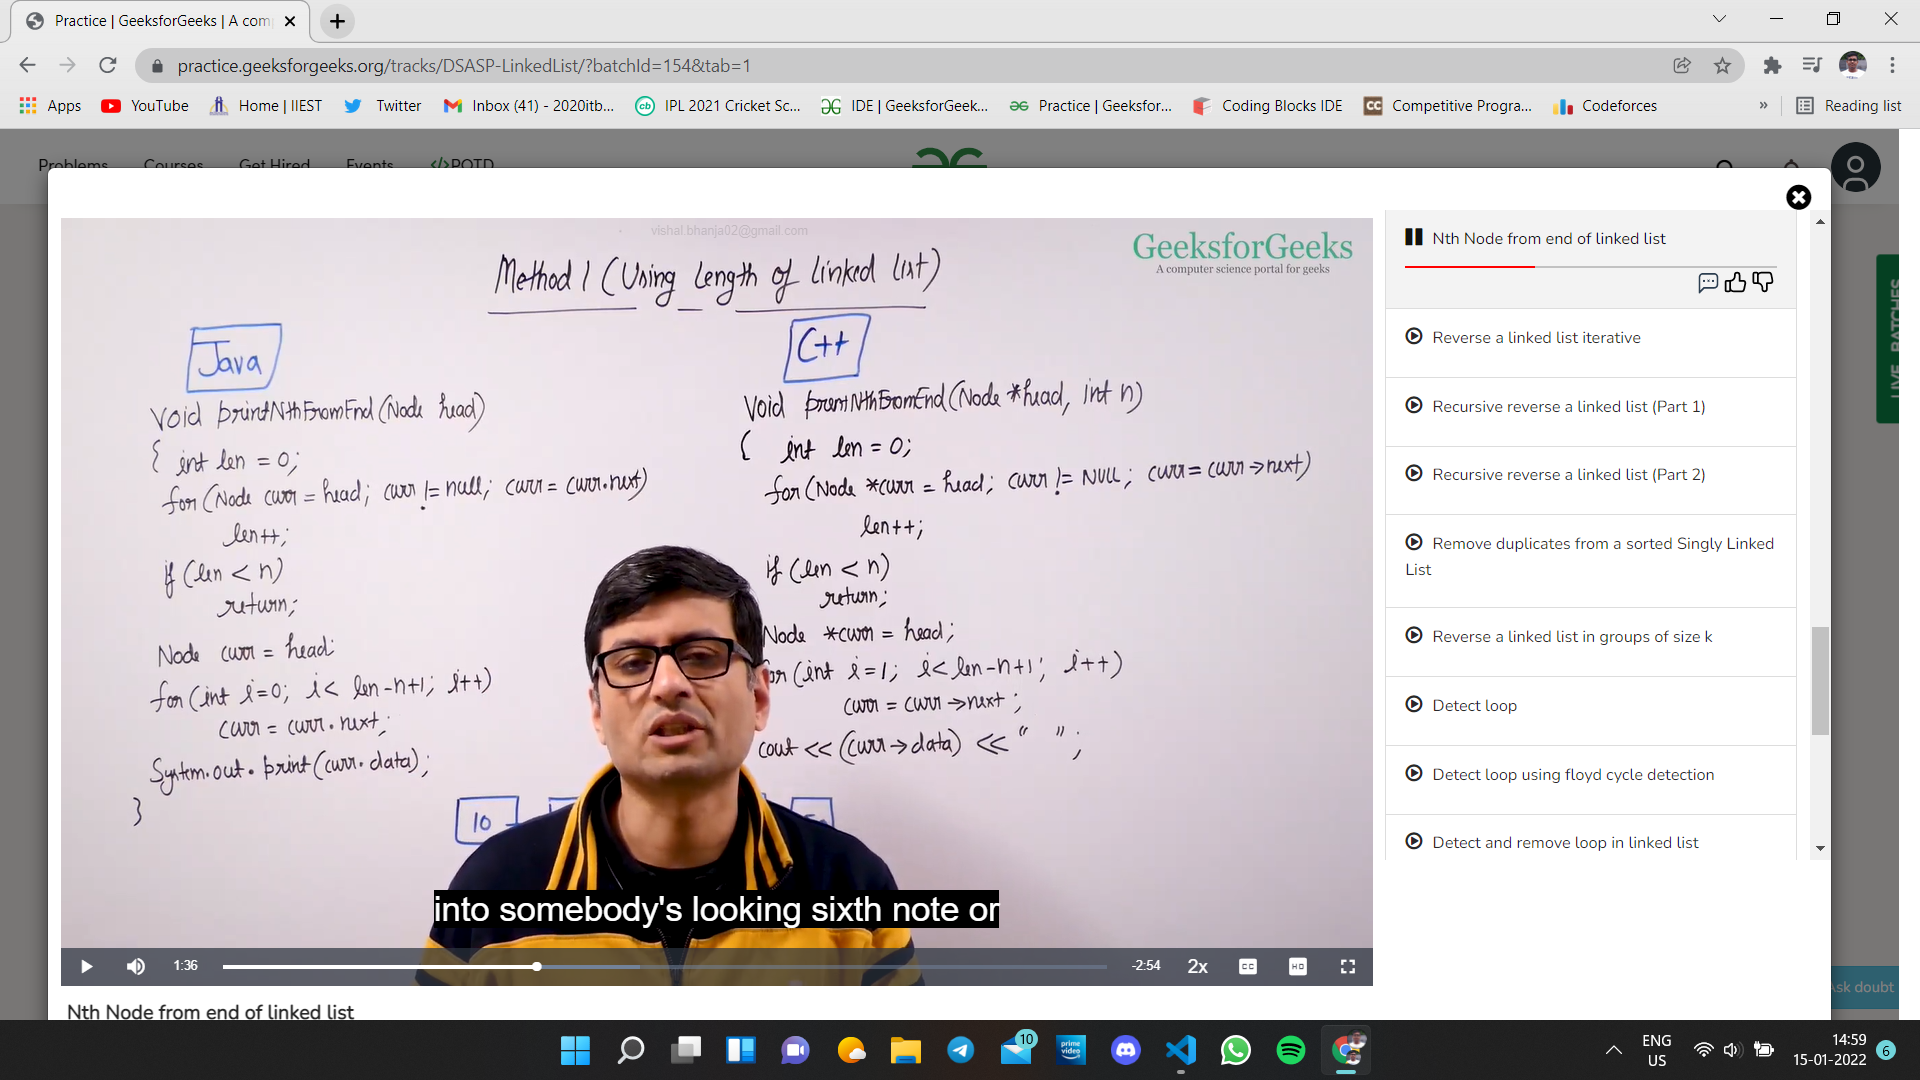 Practice | GeeksforGeeks | A com
practice.geeksforgeeks.org/tracks/DSASP-LinkedList/?batchId=154&tab=1
Apps YouTube Home | IIEST Twitter Inbox (41) - 2020itb... IPL 2021 Cricket Sc... IDE | GeeksforGeek... Practice | Geeksfor... Coding Blocks IDE Competitive Progra... Codeforces » Reading list
Problems Courses Get Hired Events POTD
vishal.bhanja02@gmail.com
GeeksforGeeks
A computer science portal for geeks
Method 1 (Using Length of linked list)
Java
void printNthFromEnd(Node head)
{ int len = 0;
for (Node curr = head; curr != null; curr = curr.next)
len++;
if (len < n)
return;
Node curr = head;
for (int i=0; i< len-n+1; i++)
curr = curr.next;
System.out.print(curr.data);
}
C++
void printNthFromEnd(Node *head, int n)
{ int len = 0;
for (Node *curr = head; curr != NULL; curr = curr->next)
len++;
if (len < n)
return;
Node *curr = head;
for (int i=1; i<len-n+1; i++)
curr = curr->next;
cout << (curr->data) << " ";
10
into somebody's looking sixth note or
1:36 -2:54 2x CC HD
Nth Node from end of linked list
Nth Node from end of linked list
Reverse a linked list iterative
Recursive reverse a linked list (Part 1)
Recursive reverse a linked list (Part 2)
Remove duplicates from a sorted Singly Linked
List
Reverse a linked list in groups of size k
Detect loop
Detect loop using floyd cycle detection
Detect and remove loop in linked list
LIVE BATCHES
Ask doubt
10
prime video
ENG
US
14:59
15-01-2022
6